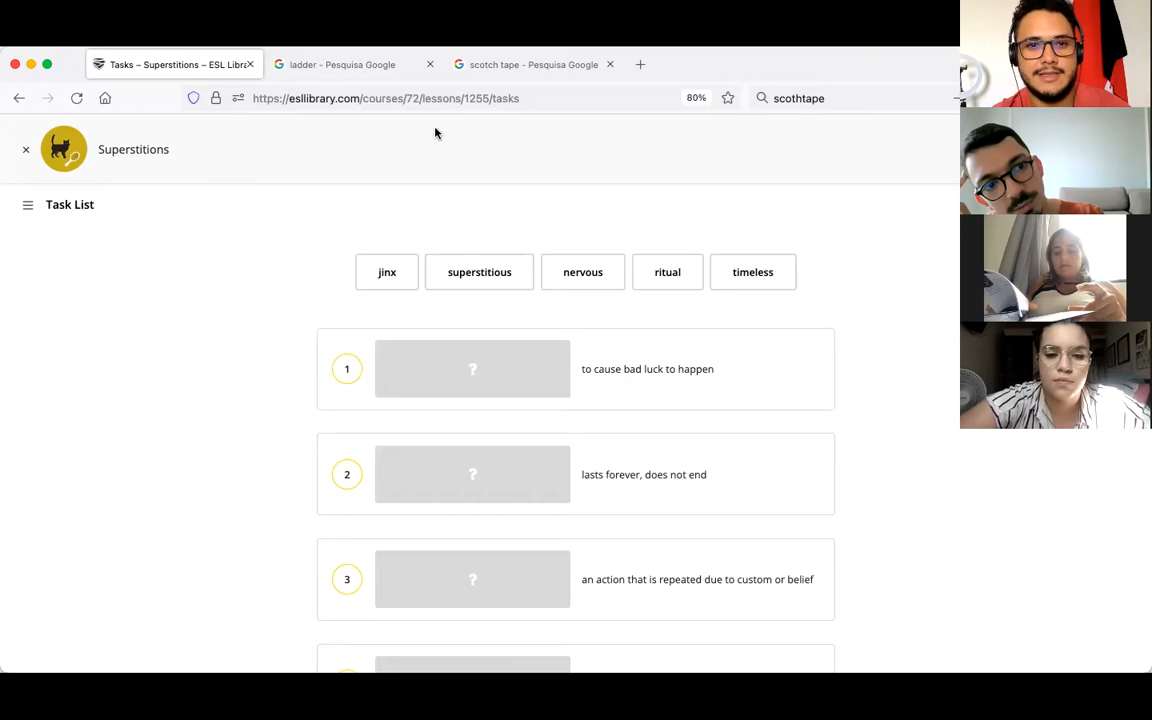 Tasks – Superstitions – ESL Libra
ladder - Pesquisa Google
scotch tape - Pesquisa Google
https://esllibrary.com/courses/72/lessons/1255/tasks
80%
scothtape
Superstitions
Task List
jinx
superstitious
nervous
ritual
timeless
1
?
to cause bad luck to happen
2
?
lasts forever, does not end
3
?
an action that is repeated due to custom or belief